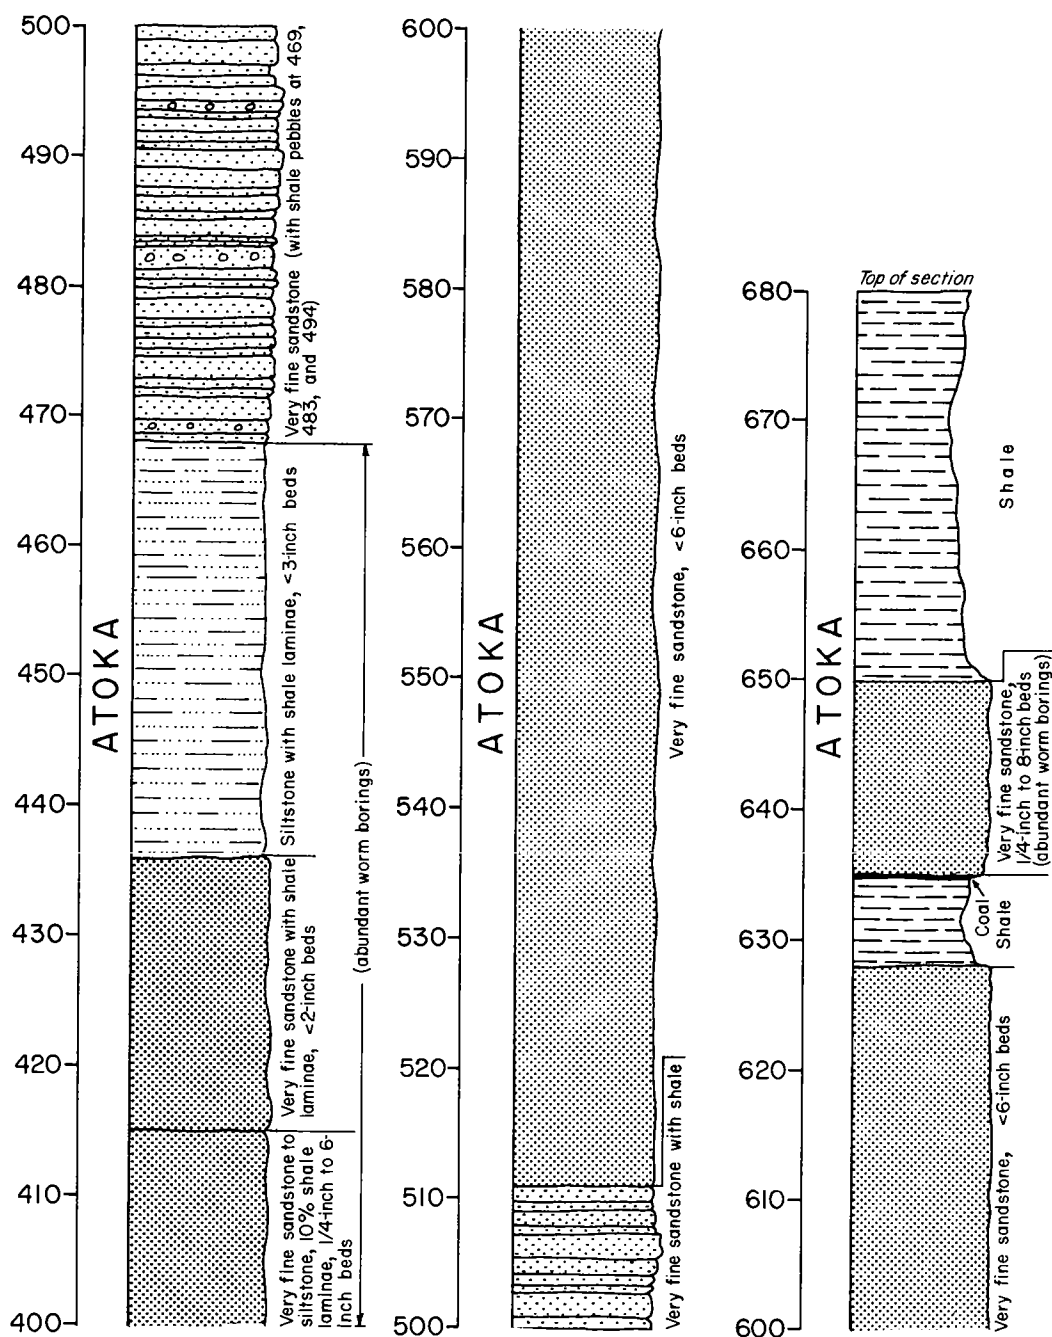 500
490
480
470
460
450
440
430
420
410
400
ATOKA
Very fine sandstone (with shale pebbles at 469,
483, and 494)
Siltstone with shale laminae, <3-inch beds
Very fine sandstone with shale
laminae, <2-inch beds
Very fine sandstone to
siltstone, 10% shale
laminae, 1/4-inch to 6-
inch beds
(abundant worm borings)
600
590
580
570
560
550
540
530
520
510
500
ATOKA
Very fine sandstone, <6-inch beds
Very fine sandstone with shale
Top of section
680
670
660
650
640
630
620
610
600
ATOKA
Shale
Very fine sandstone,
1/4-inch to 8-inch beds
(abundant worm borings)
Coal
Shale
Very fine sandstone, <6-inch beds